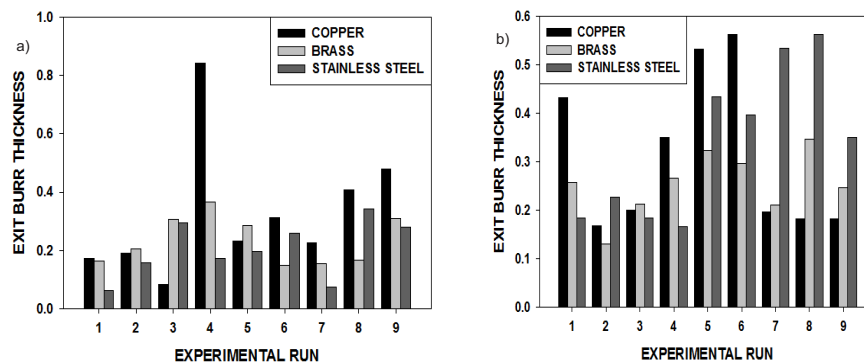 a)
EXIT BURR THICKNESS
1.0
0.8
0.6
0.4
0.2
0.0
COPPER
BRASS
STAINLESS STEEL
1 2 3 4 5 6 7 8 9
EXPERIMENTAL RUN
b)
EXIT BURR THICKNESS
0.6
0.5
0.4
0.3
0.2
0.1
0.0
COPPER
BRASS
STAINLESS STEEL
1 2 3 4 5 6 7 8 9
EXPERIMENTAL RUN